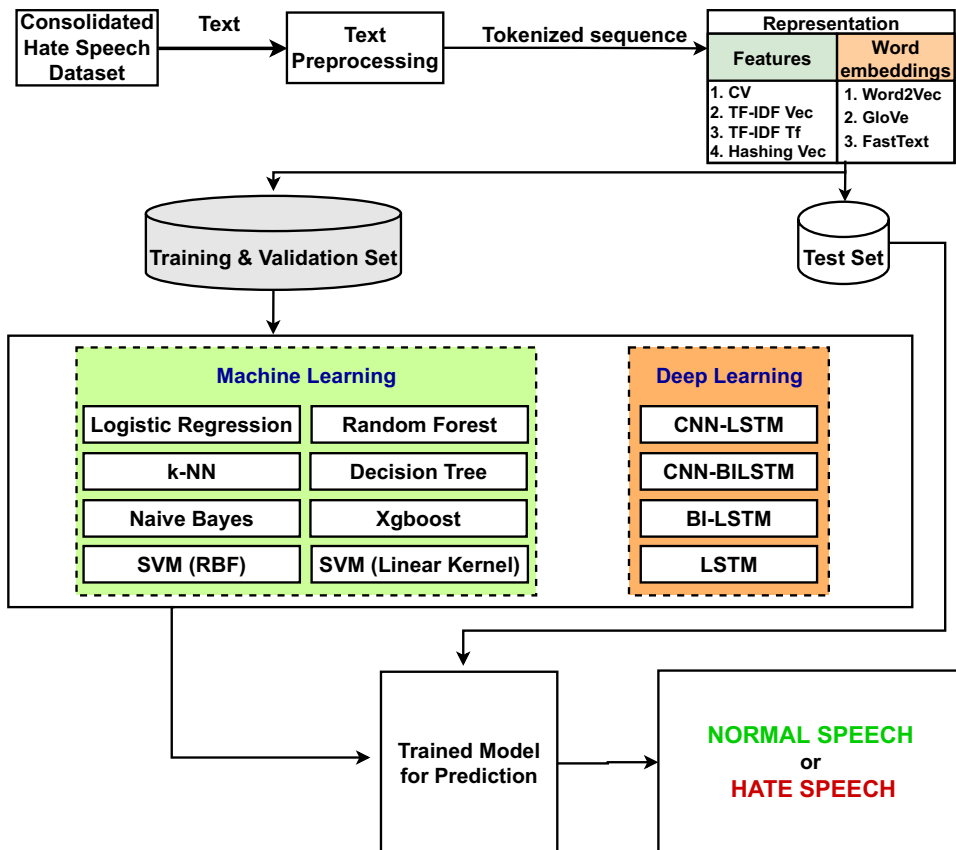 Consolidated
Hate Speech
Dataset
Text
Text
Preprocessing
Tokenized sequence
Representation
Features
Word
embeddings
1. CV
2. TF-IDF Vec
3. TF-IDF Tf
4. Hashing Vec
1. Word2Vec
2. GloVe
3. FastText
Training & Validation Set
Test Set
Machine Learning
Logistic Regression
Random Forest
k-NN
Decision Tree
Naive Bayes
Xgboost
SVM (RBF)
SVM (Linear Kernel)
Deep Learning
CNN-LSTM
CNN-BILSTM
BI-LSTM
LSTM
Trained Model
for Prediction
NORMAL SPEECH
or
HATE SPEECH